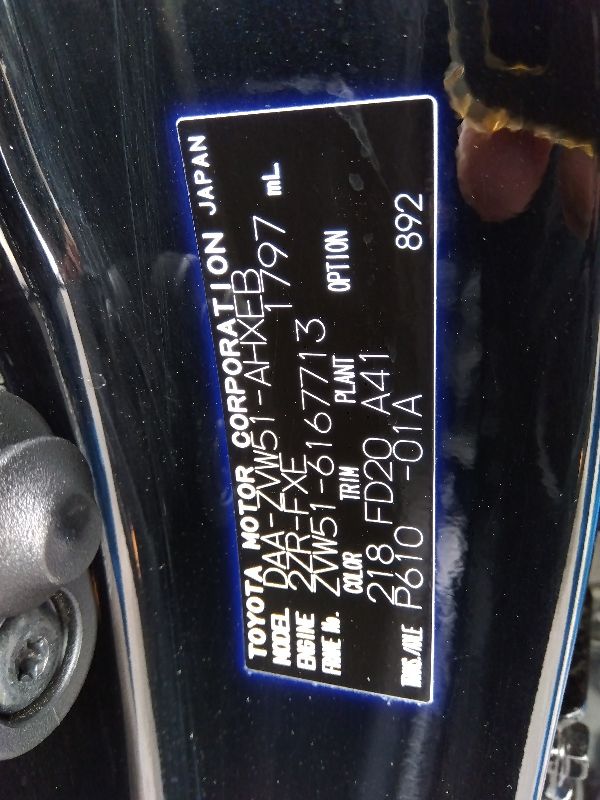 TOYOTA MOTOR CORPORATION JAPAN
MODEL DAA-ZVW51-AHXEB
ENGINE 2ZR-FXE 1797 mL
FRAME No. ZVW51-6167713
COLOR TRIM PLANT OPTION
218 FD20 A41
TRANS./AXLE P610 -01A 892